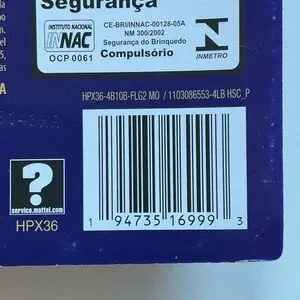 Segurança
INSTITUTO NACIONAL
INNAC
OCP 0061
CE-BRI/INNAC-00128-05A
NM 300/2002
Segurança do Brinquedo
Compulsório
INMETRO
A
HPX36-4B10B-FLG2 MO / 1103086553-4LB HSC_P
?
service.mattel.com
HPX36
1 94735 16999 3